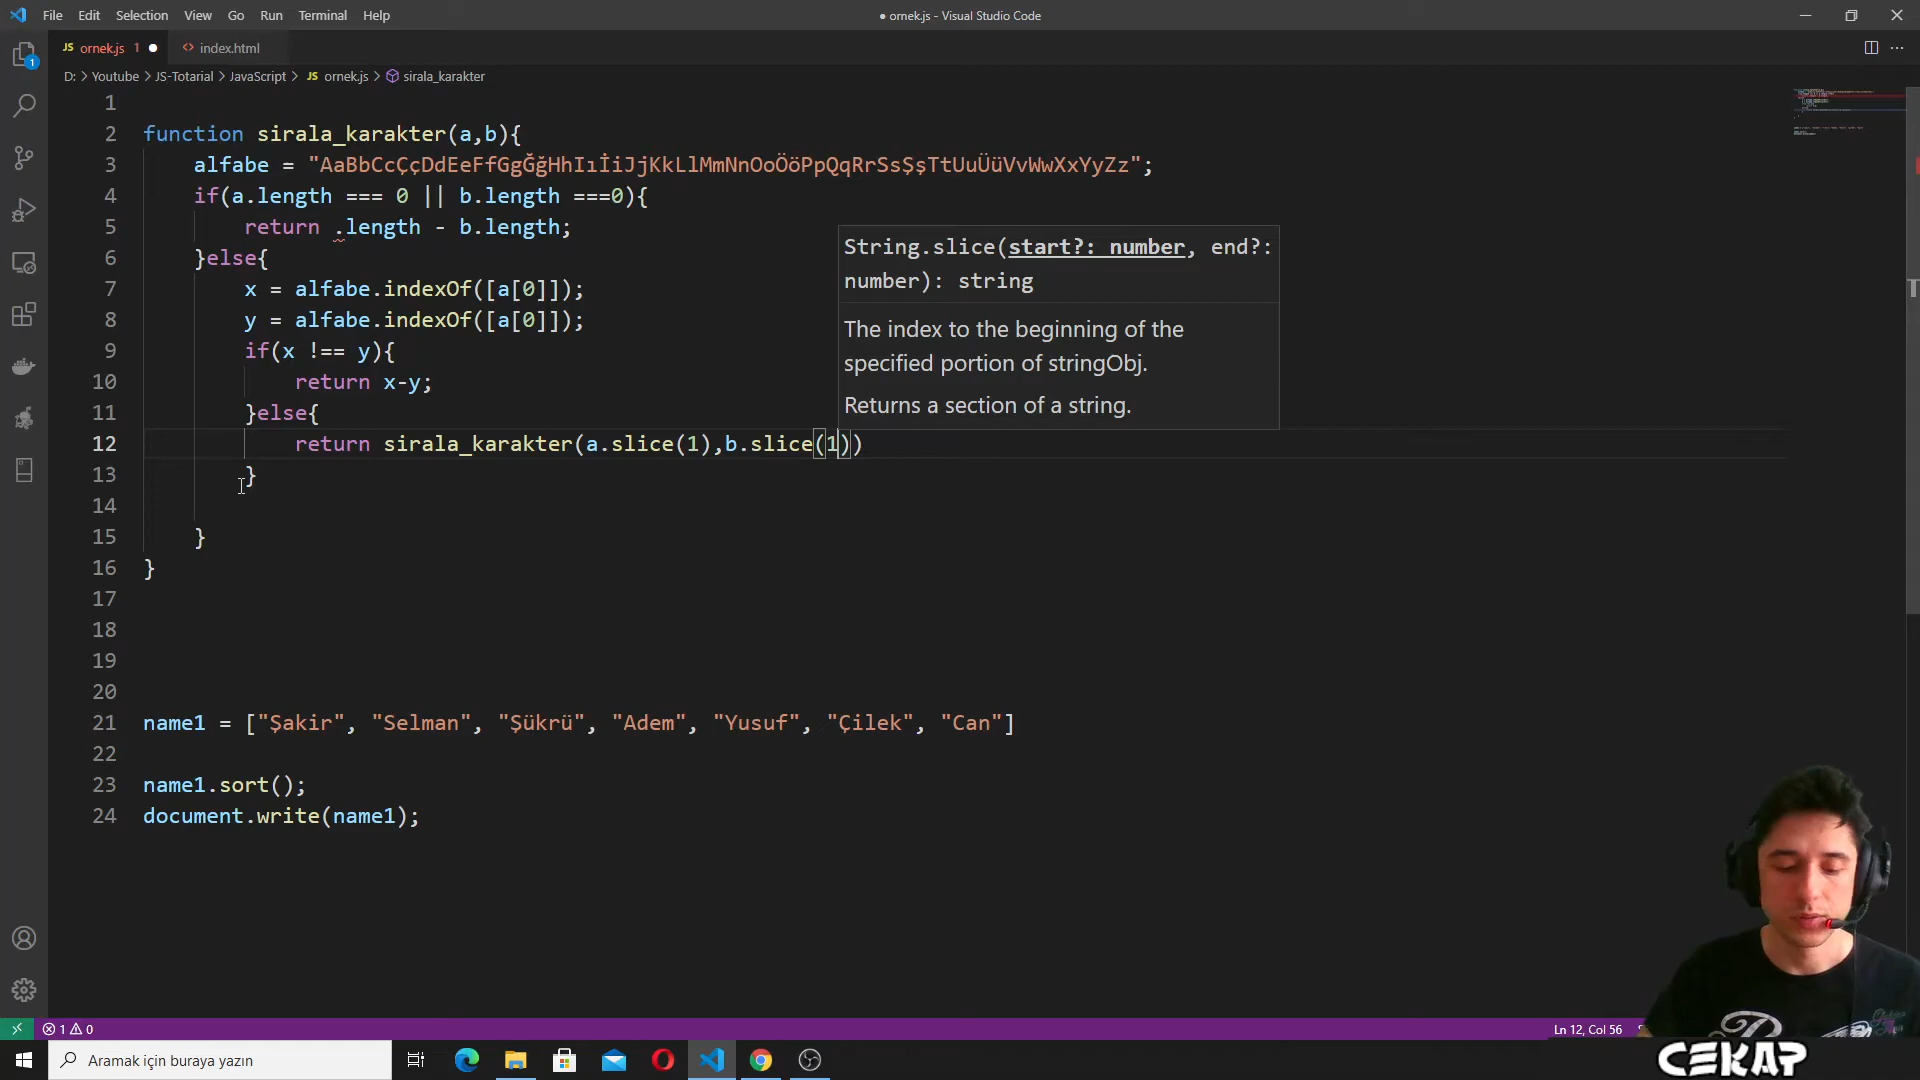 File Edit Selection View Go Run Terminal Help
● ornek.js - Visual Studio Code
JS ornek.js 1 ● <> index.html
D: > Youtube > JS-Totarial > JavaScript > JS ornek.js > sirala_karakter
1
2 function sirala_karakter(a,b){
3 alfabe = "AaBbCcÇçDdEeFfGgĞğHhIıİiJjKkLlMmNnOoÖöPpQqRrSsŞşTtUuÜüVvWwXxYyZz";
4 if(a.length === 0 || b.length ===0){
5 return .length - b.length;
6 }else{
7 x = alfabe.indexOf([a[0]]);
8 y = alfabe.indexOf([a[0]]);
9 if(x !== y){
10 return x-y;
11 }else{
12 return sirala_karakter(a.slice(1),b.slice(1))
13 }
14
15 }
16 }
17
18
19
20
21 name1 = ["Şakir", "Selman", "Şükrü", "Adem", "Yusuf", "Çilek", "Can"]
22
23 name1.sort();
24 document.write(name1);
String.slice(start?: number, end?:
number): string
The index to the beginning of the
specified portion of stringObj.
Returns a section of a string.
1 0
Ln 12, Col 56
Aramak için buraya yazın
CEKAP